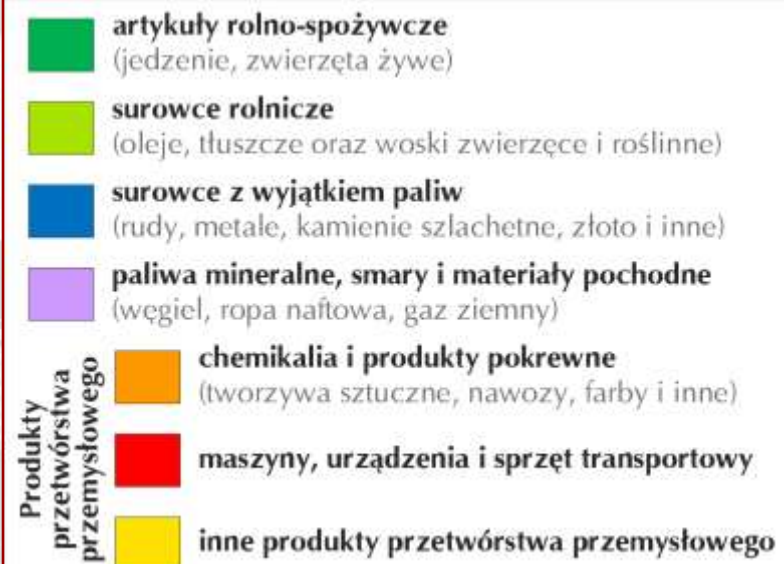 artykuły rolno-spożywcze
(jedzenie, zwierzęta żywe)
surowce rolnicze
(oleje, tłuszcze oraz woski zwierzęce i roślinne)
surowce z wyjątkiem paliw
(rudy, metale, kamienie szlachetne, złoto i inne)
paliwa mineralne, smary i materiały pochodne
(węgiel, ropa naftowa, gaz ziemny)
Produkty
przetwórstwa
przemysłowego
chemikalia i produkty pokrewne
(tworzywa sztuczne, nawozy, farby i inne)
maszyny, urządzenia i sprzęt transportowy
inne produkty przetwórstwa przemysłowego